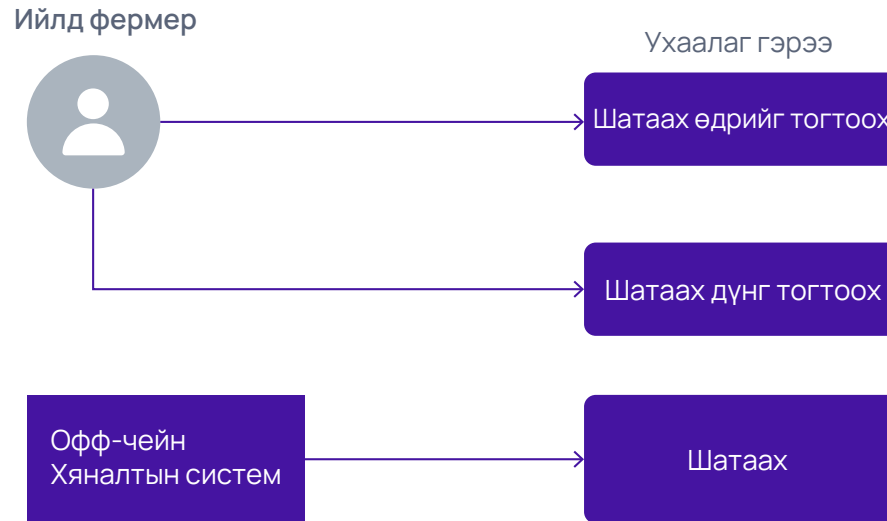 Ийлд фермер
Ухаалаг гэрээ
Шатаах өдрийг тогтоох
Шатаах дүнг тогтоох
Офф-чейн
Хяналтын систем
Шатаах